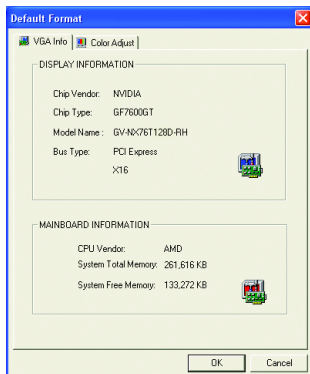 Default Format
VGA Info Color Adjust
DISPLAY INFORMATION
Chip Vendor: NVIDIA
Chip Type: GF7600GT
Model Name : GV-NX76T128D-RH
Bus Type: PCI Express
X16
MAINBOARD INFORMATION
CPU Vendor: AMD
System Total Memory: 261,616 KB
System Free Memory: 133,272 KB
OK Cancel